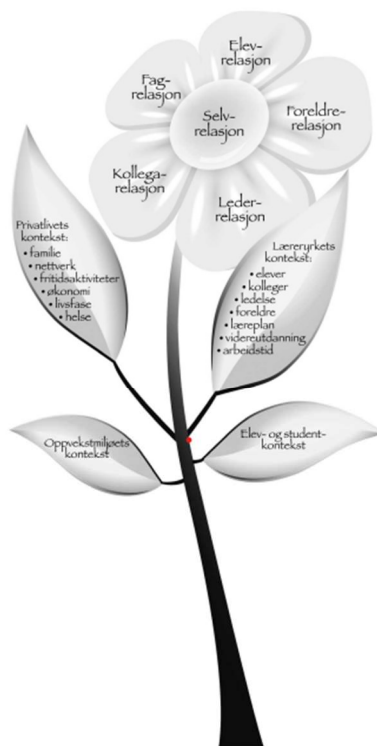 Elev-
relasjon
Fag-
relasjon
Selv-
relasjon
Foreldre-
relasjon
Kollega-
relasjon
Leder-
relasjon
Privatlivets
kontekst:
• familie
• nettverk
• fritidsaktiviteter
• økonomi
• livsfase
• helse
Læreryrkets
kontekst:
• elever
• kolleger
• ledelse
• foreldre
• læreplan
• videreutdanning
• arbeidstid
Oppvekstmiljøets
kontekst
Elev- og student-
kontekst